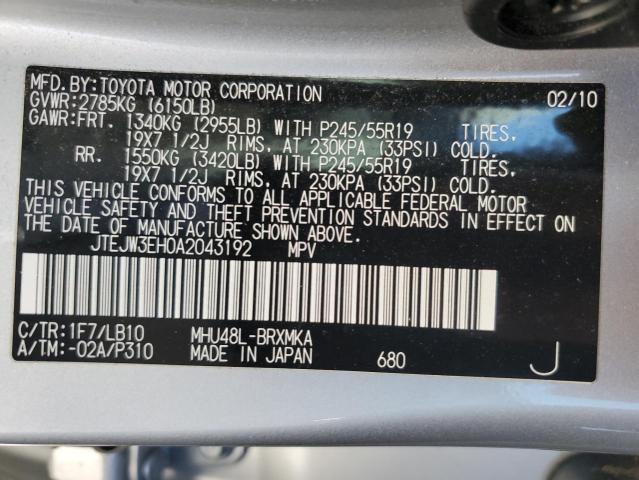 MFD.BY:TOYOTA MOTOR CORPORATION 02/10
GVWR:2785KG (6150LB)
GAWR:FRT. 1340KG (2955LB) WITH P245/55R19 TIRES,
19X7 1/2J RIMS, AT 230KPA (33PSI) COLD.
RR. 1550KG (3420LB) WITH P245/55R19 TIRES,
19X7 1/2J RIMS, AT 230KPA (33PSI) COLD.
THIS VEHICLE CONFORMS TO ALL APPLICABLE FEDERAL MOTOR
VEHICLE SAFETY AND THEFT PREVENTION STANDARDS IN EFFECT ON
THE DATE OF MANUFACTURE SHOWN ABOVE.
JTEJW3EH0A2043192 MPV
C/TR:1F7/LB10 MHU48L-BRXMKA
A/TM:-02A/P310 MADE IN JAPAN 680 J